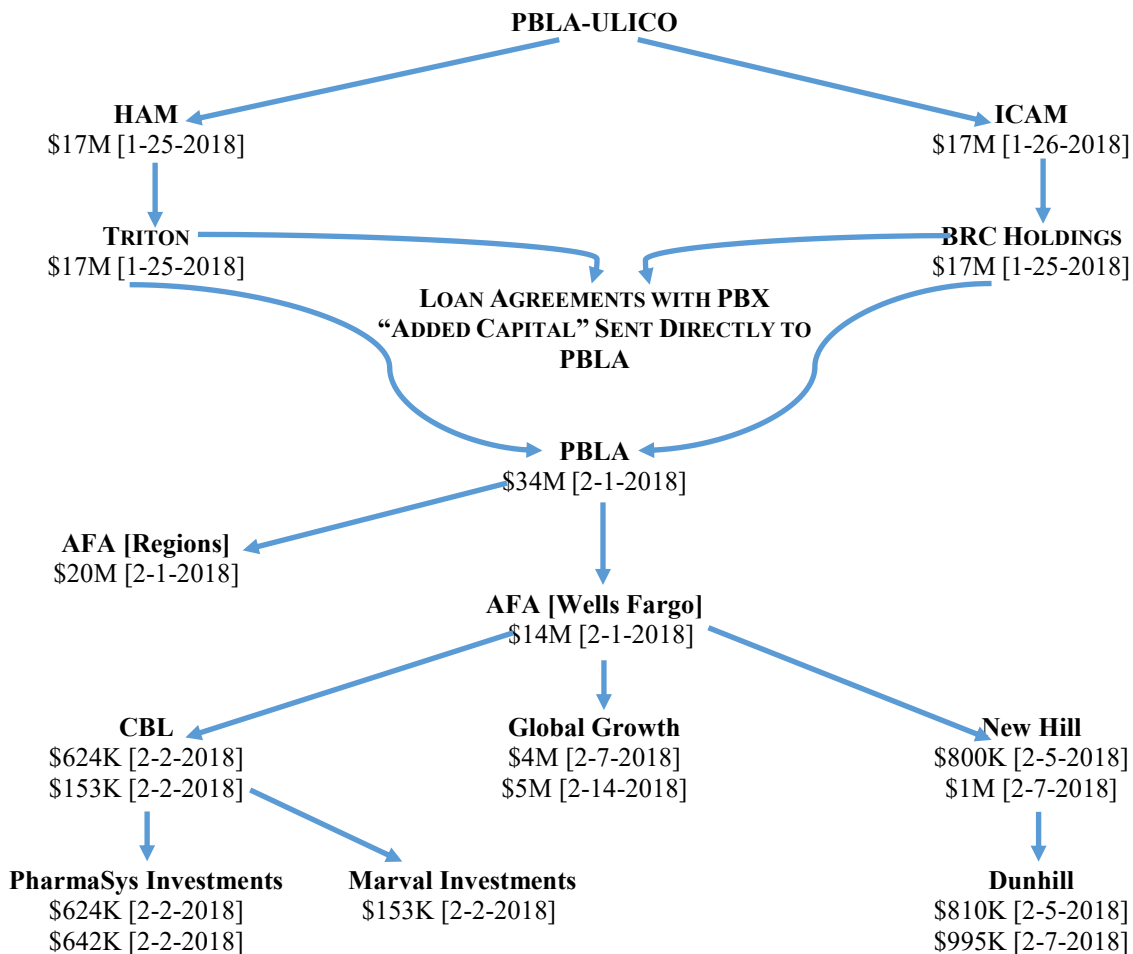 PBLA-ULICO
HAM
$17M [1-25-2018]
ICAM
$17M [1-26-2018]
TRITON
$17M [1-25-2018]
BRC HOLDINGS
$17M [1-25-2018]
LOAN AGREEMENTS WITH PBX
“ADDED CAPITAL” SENT DIRECTLY TO
PBLA
PBLA
$34M [2-1-2018]
AFA [Regions]
$20M [2-1-2018]
AFA [Wells Fargo]
$14M [2-1-2018]
CBL
$624K [2-2-2018]
$153K [2-2-2018]
Global Growth
$4M [2-7-2018]
$5M [2-14-2018]
New Hill
$800K [2-5-2018]
$1M [2-7-2018]
PharmaSys Investments
$624K [2-2-2018]
$642K [2-2-2018]
Marval Investments
$153K [2-2-2018]
Dunhill
$810K [2-5-2018]
$995K [2-7-2018]